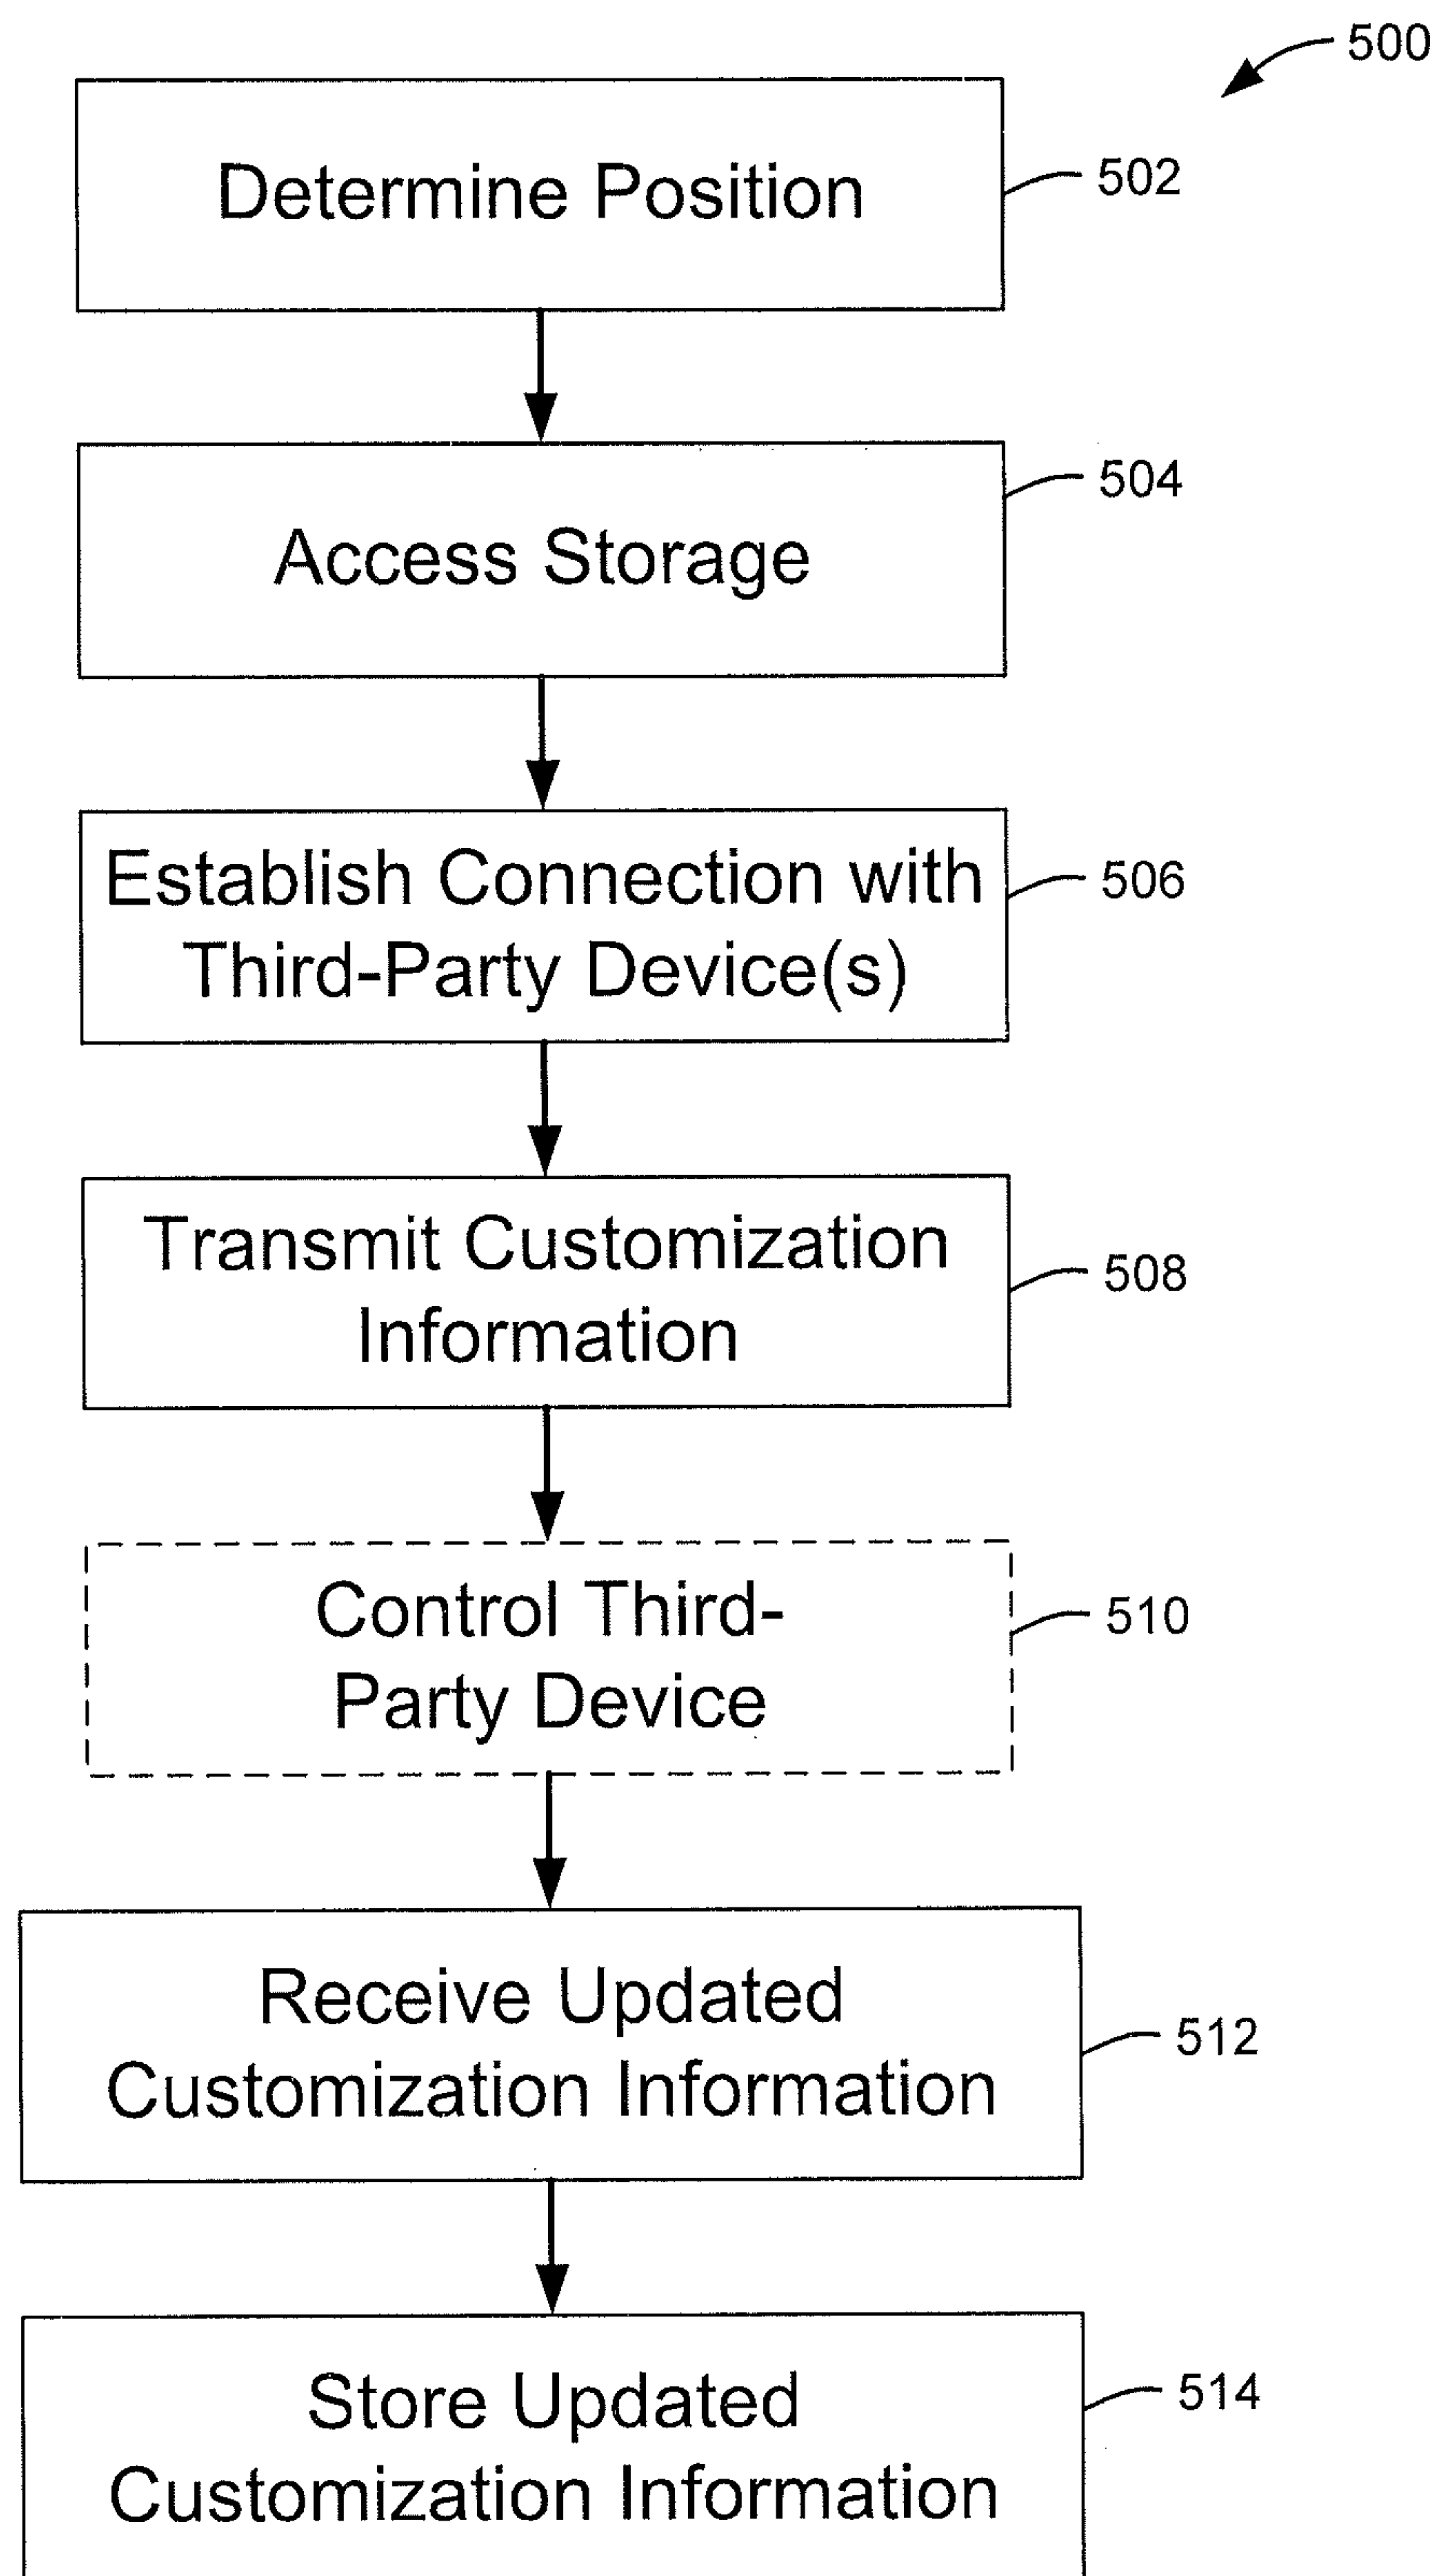 500
Determine Position
502
Access Storage
504
Establish Connection with
Third-Party Device(s)
506
Transmit Customization
Information
508
Control Third-
Party Device
510
Receive Updated
Customization Information
512
Store Updated
Customization Information
514